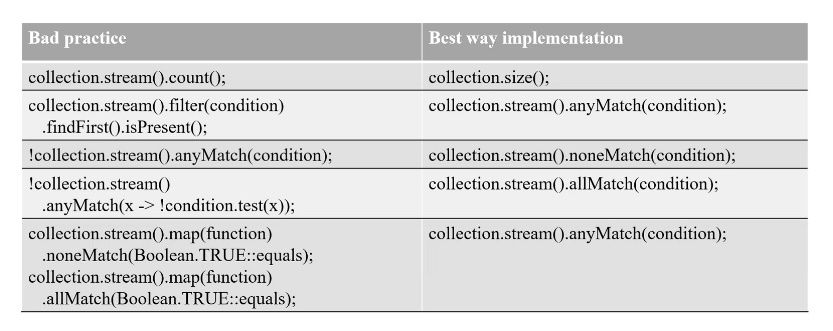 Bad practice
Best way implementation
collection.stream().count();
collection.size();
collection.stream().filter(condition)
.findFirst().isPresent();
collection.stream().anyMatch(condition);
!collection.stream().anyMatch(condition);
collection.stream().noneMatch(condition);
!collection.stream()
.anyMatch(x -> !condition.test(x));
collection.stream().allMatch(condition);
collection.stream().map(function)
.noneMatch(Boolean.TRUE::equals);
collection.stream().map(function)
.allMatch(Boolean.TRUE::equals);
collection.stream().anyMatch(condition);